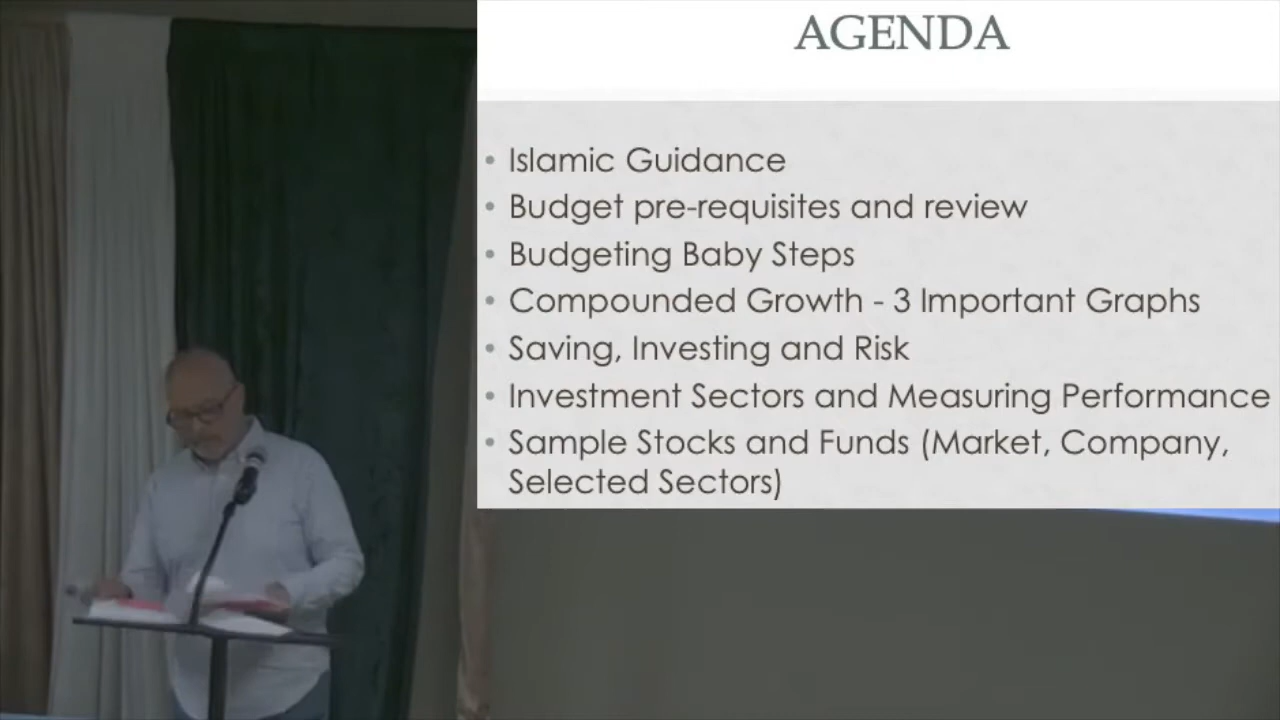 AGENDA
• Islamic Guidance
• Budget pre-requisites and review
• Budgeting Baby Steps
• Compounded Growth - 3 Important Graphs
• Saving, Investing and Risk
• Investment Sectors and Measuring Performance
• Sample Stocks and Funds (Market, Company,
Selected Sectors)